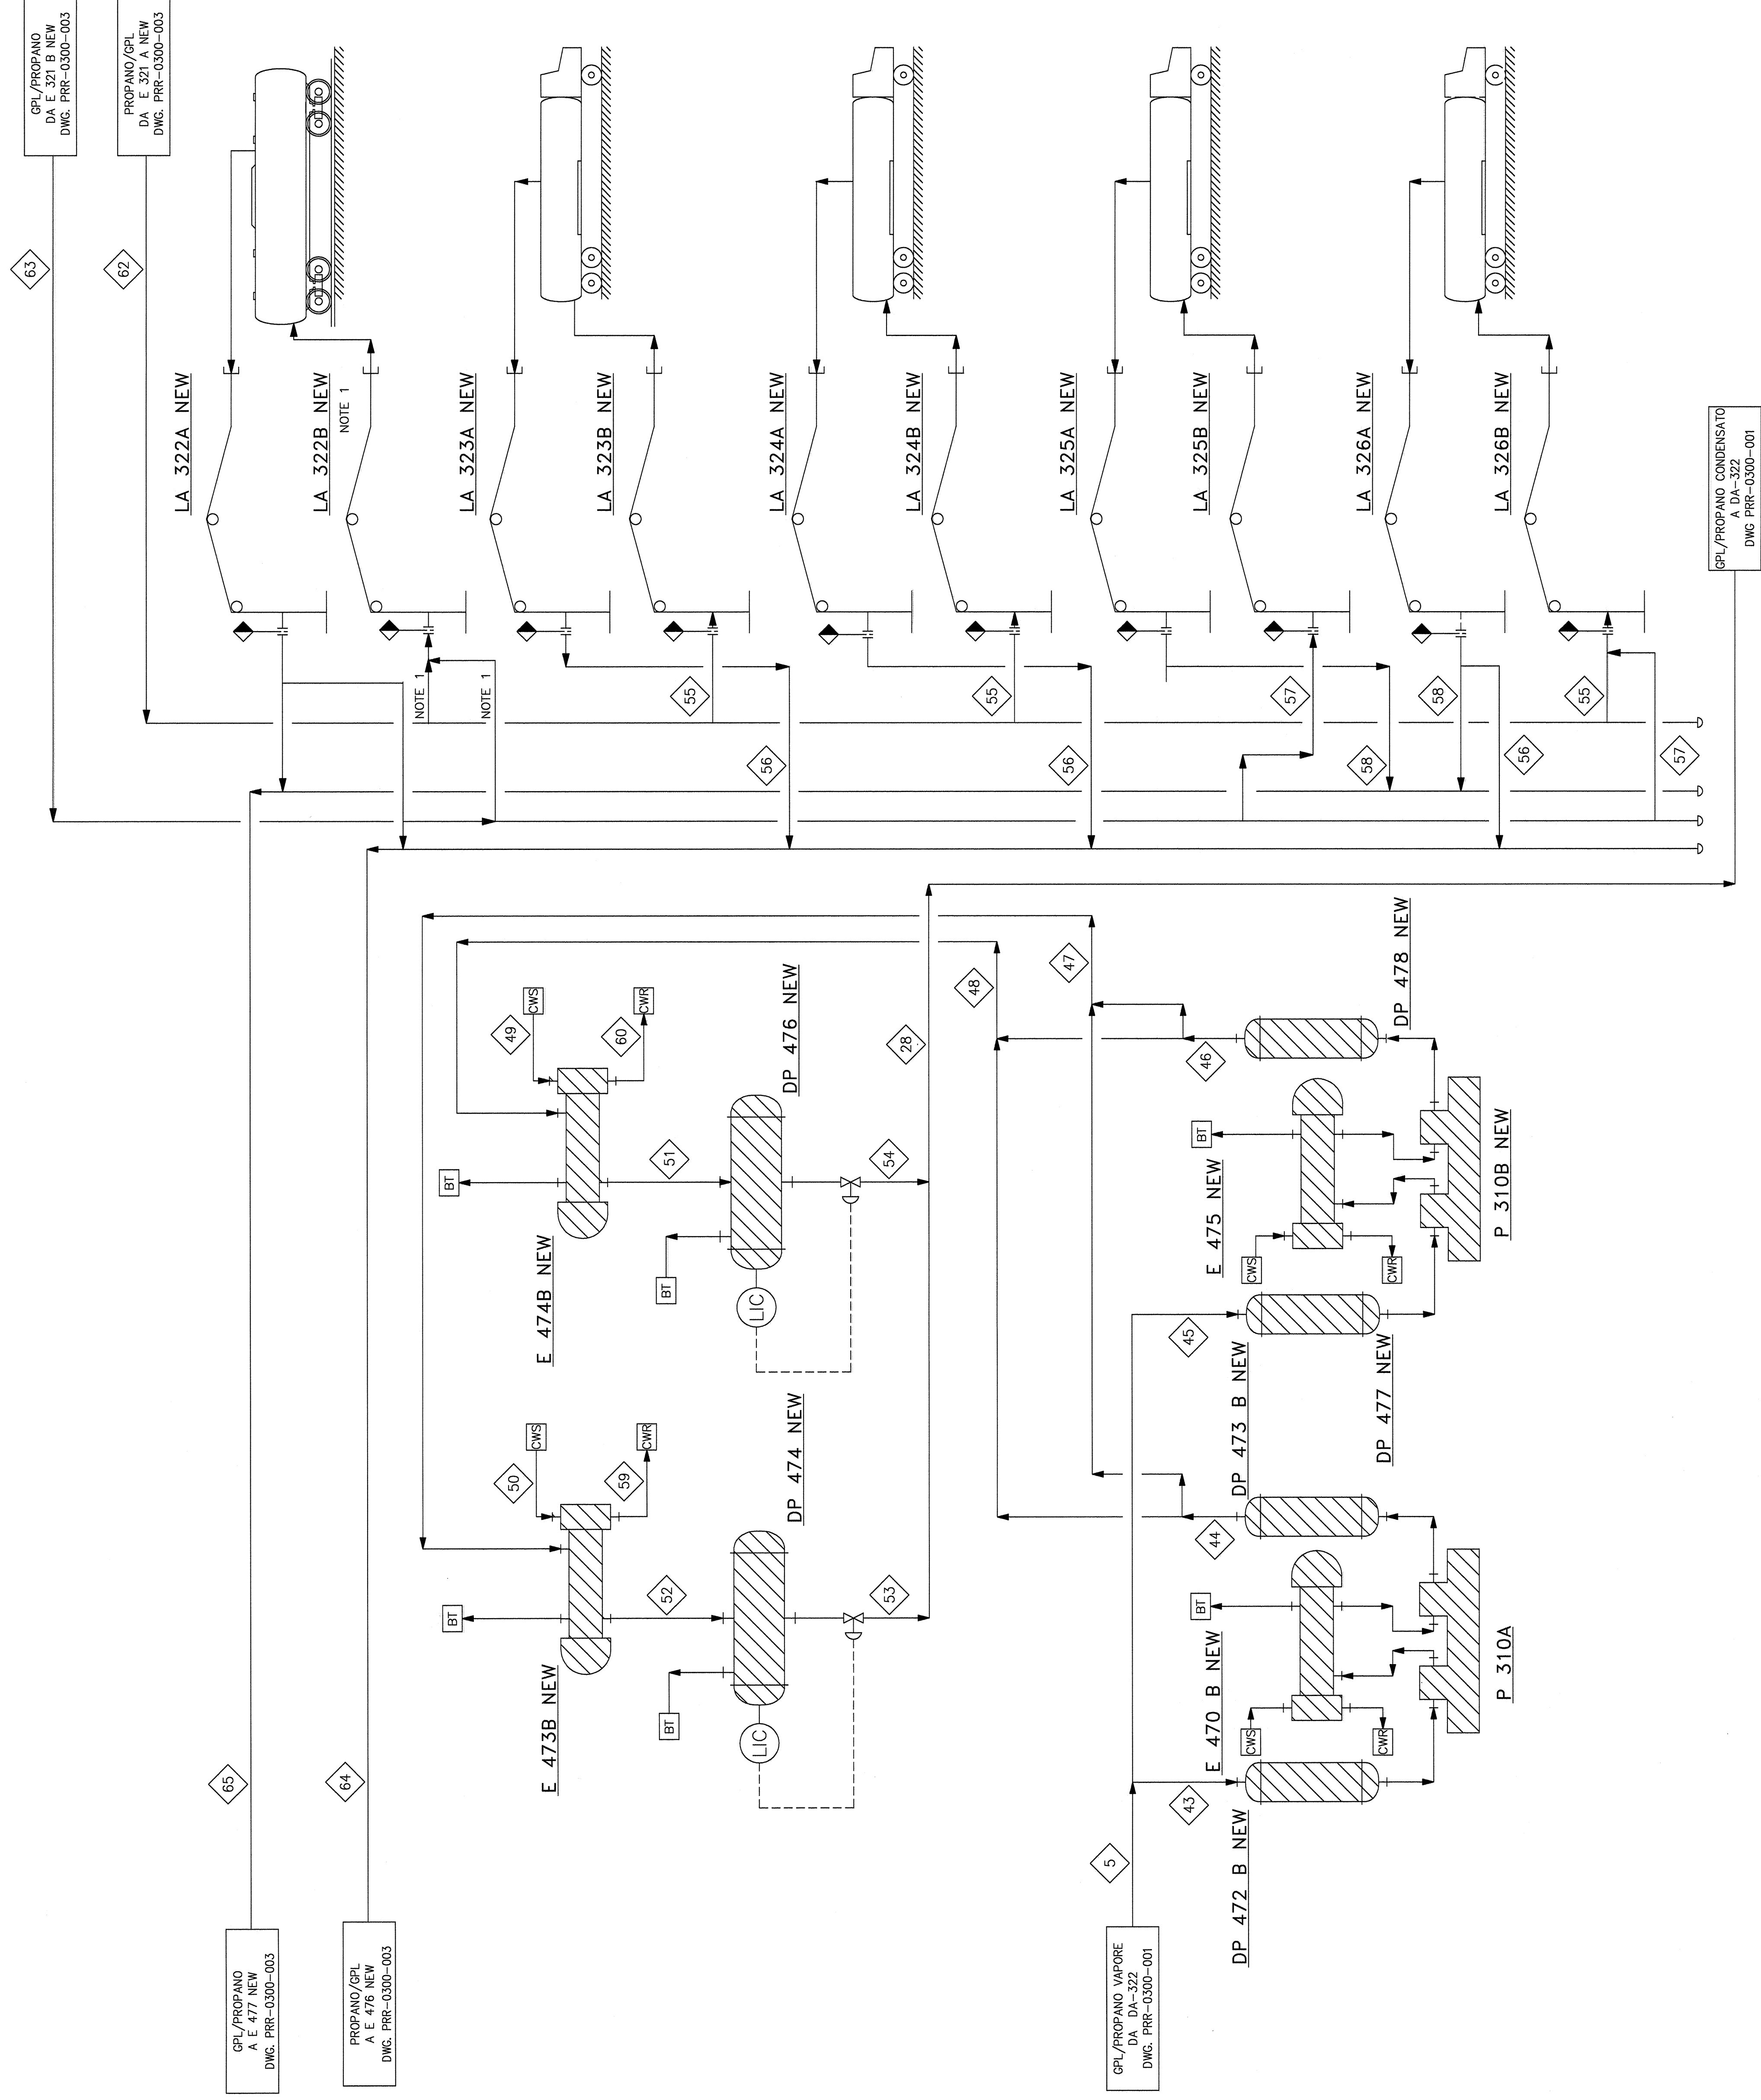 GPL/PROPANO
DA E 321 B NEW
DWG. PRR-0300-003
PROPANO/GPL
DA E 321 A NEW
DWG. PRR-0300-003
63
62
LA 322A NEW
LA 322B NEW
NOTE 1
LA 323A NEW
LA 323B NEW
LA 324A NEW
LA 324B NEW
LA 325A NEW
LA 325B NEW
LA 326A NEW
LA 326B NEW
GPL/PROPANO CONDENSATO
A DA-322
DWG PRR-0300-001
NOTE 1
NOTE 1
55
55
57
58
55
56
56
58
56
57
65
64
GPL/PROPANO
A E 477 NEW
DWG. PRR-0300-003
PROPANO/GPL
A E 476 NEW
DWG. PRR-0300-003
CWS
49
60
CWR
BT
E 474B NEW
51
DP 476 NEW
BT
LIC
54
28
48
47
CWS
50
59
CWR
BT
E 473B NEW
52
DP 474 NEW
BT
LIC
53
DP 478 NEW
46
BT
E 475 NEW
CWS
CWR
P 310B NEW
45
DP 477 NEW
DP 473 B NEW
44
BT
E 470 B NEW
CWS
CWR
P 310A
43
DP 472 B NEW
5
GPL/PROPANO VAPORE
DA DA-322
DWG. PRR-0300-001